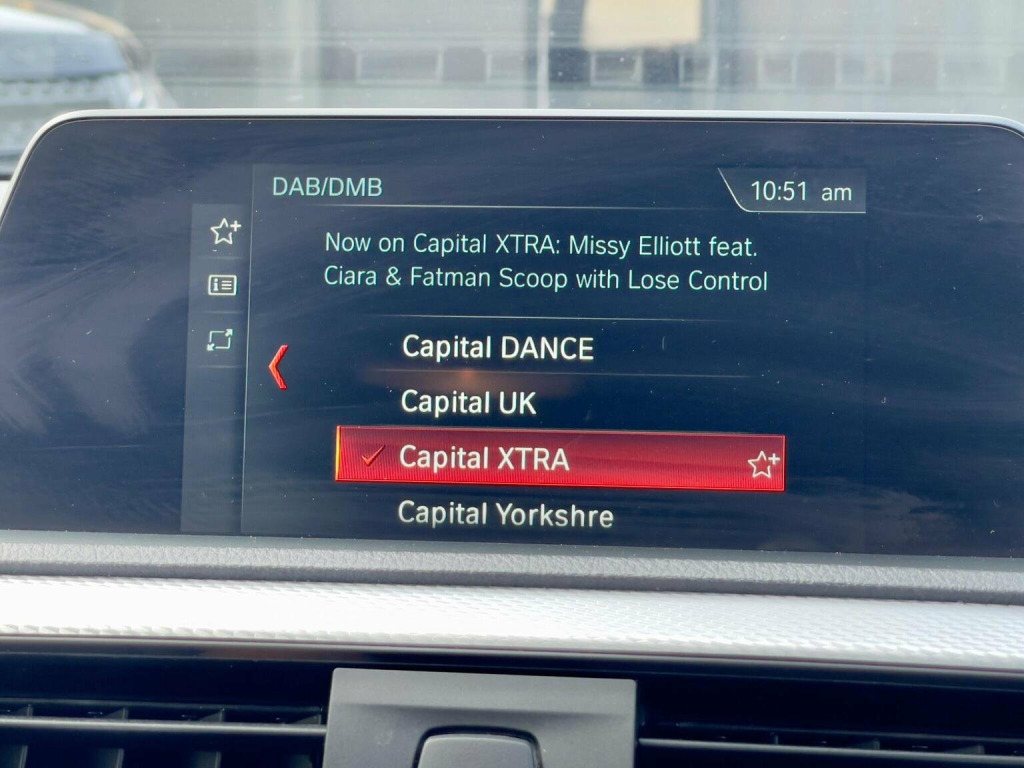 DAB/DMB
10:51 am
Now on Capital XTRA: Missy Elliott feat.
Ciara & Fatman Scoop with Lose Control
Capital DANCE
Capital UK
Capital XTRA
Capital Yorkshre